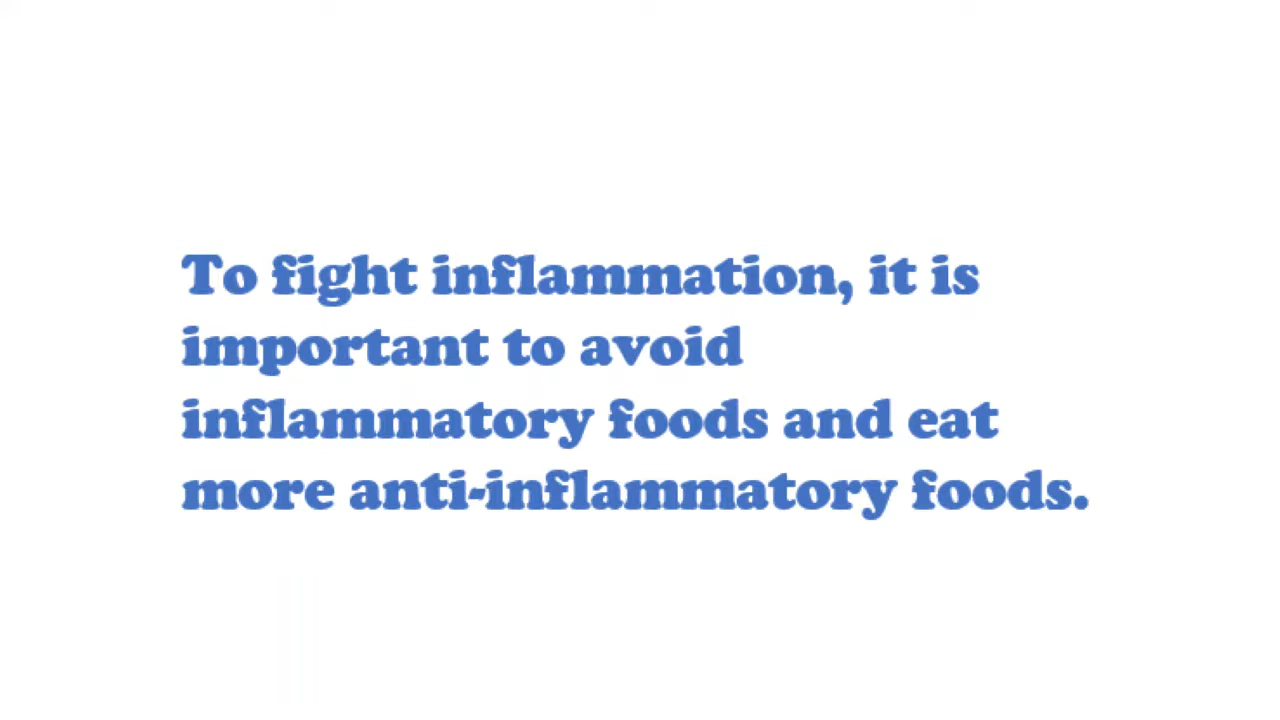 To fight inflammation, it is
important to avoid
inflammatory foods and eat
more anti-inflammatory foods.